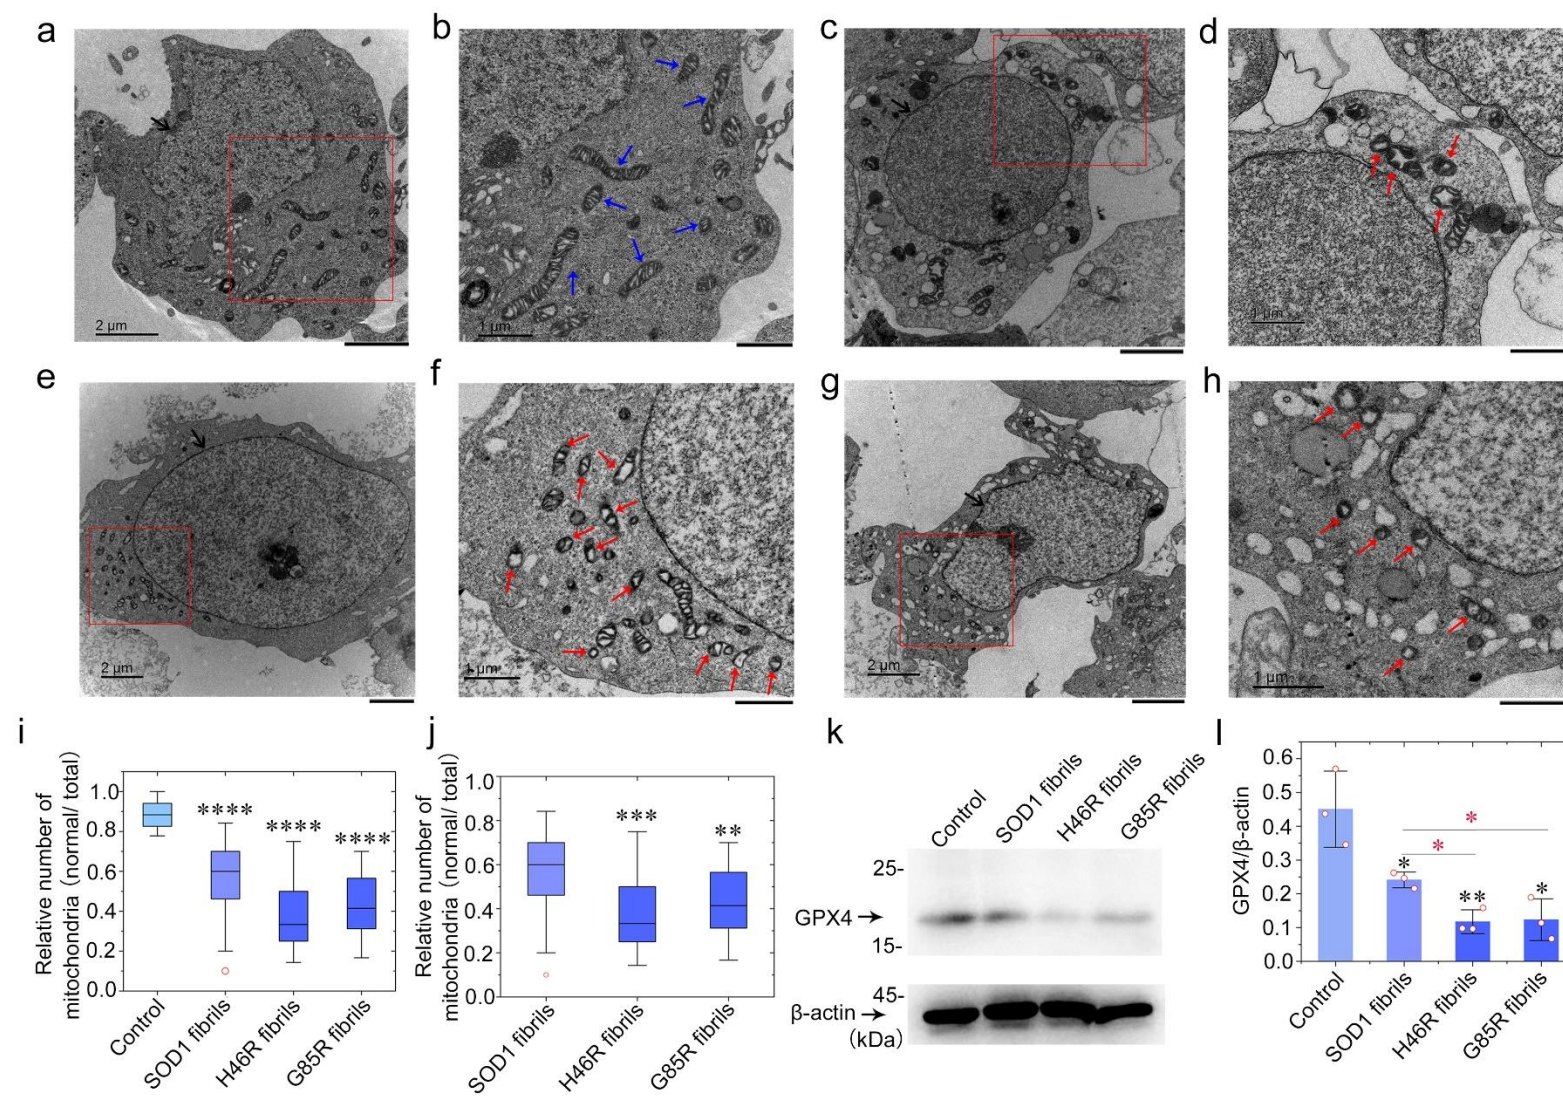 a
b
c
d
2 µm
1 µm
1 µm
e
f
g
h
2 µm
1 µm
2 µm
1 µm
i
j
k
l
Relative number of
mitochondria (normal/ total)
1.0
0.8
0.6
0.4
0.2
0.0
****
****
****
Control
SOD1 fibrils
H46R fibrils
G85R fibrils
Relative number of
mitochondria (normal/ total)
1.0
0.8
0.6
0.4
0.2
0.0
***
**
SOD1 fibrils
H46R fibrils
G85R fibrils
Control
SOD1 fibrils
H46R fibrils
G85R fibrils
25-
GPX4
15-
45-
β-actin
(kDa)
GPX4/β-actin
0.6
0.5
0.4
0.3
0.2
0.1
0.0
*
*
*
**
*
Control
SOD1 fibrils
H46R fibrils
G85R fibrils